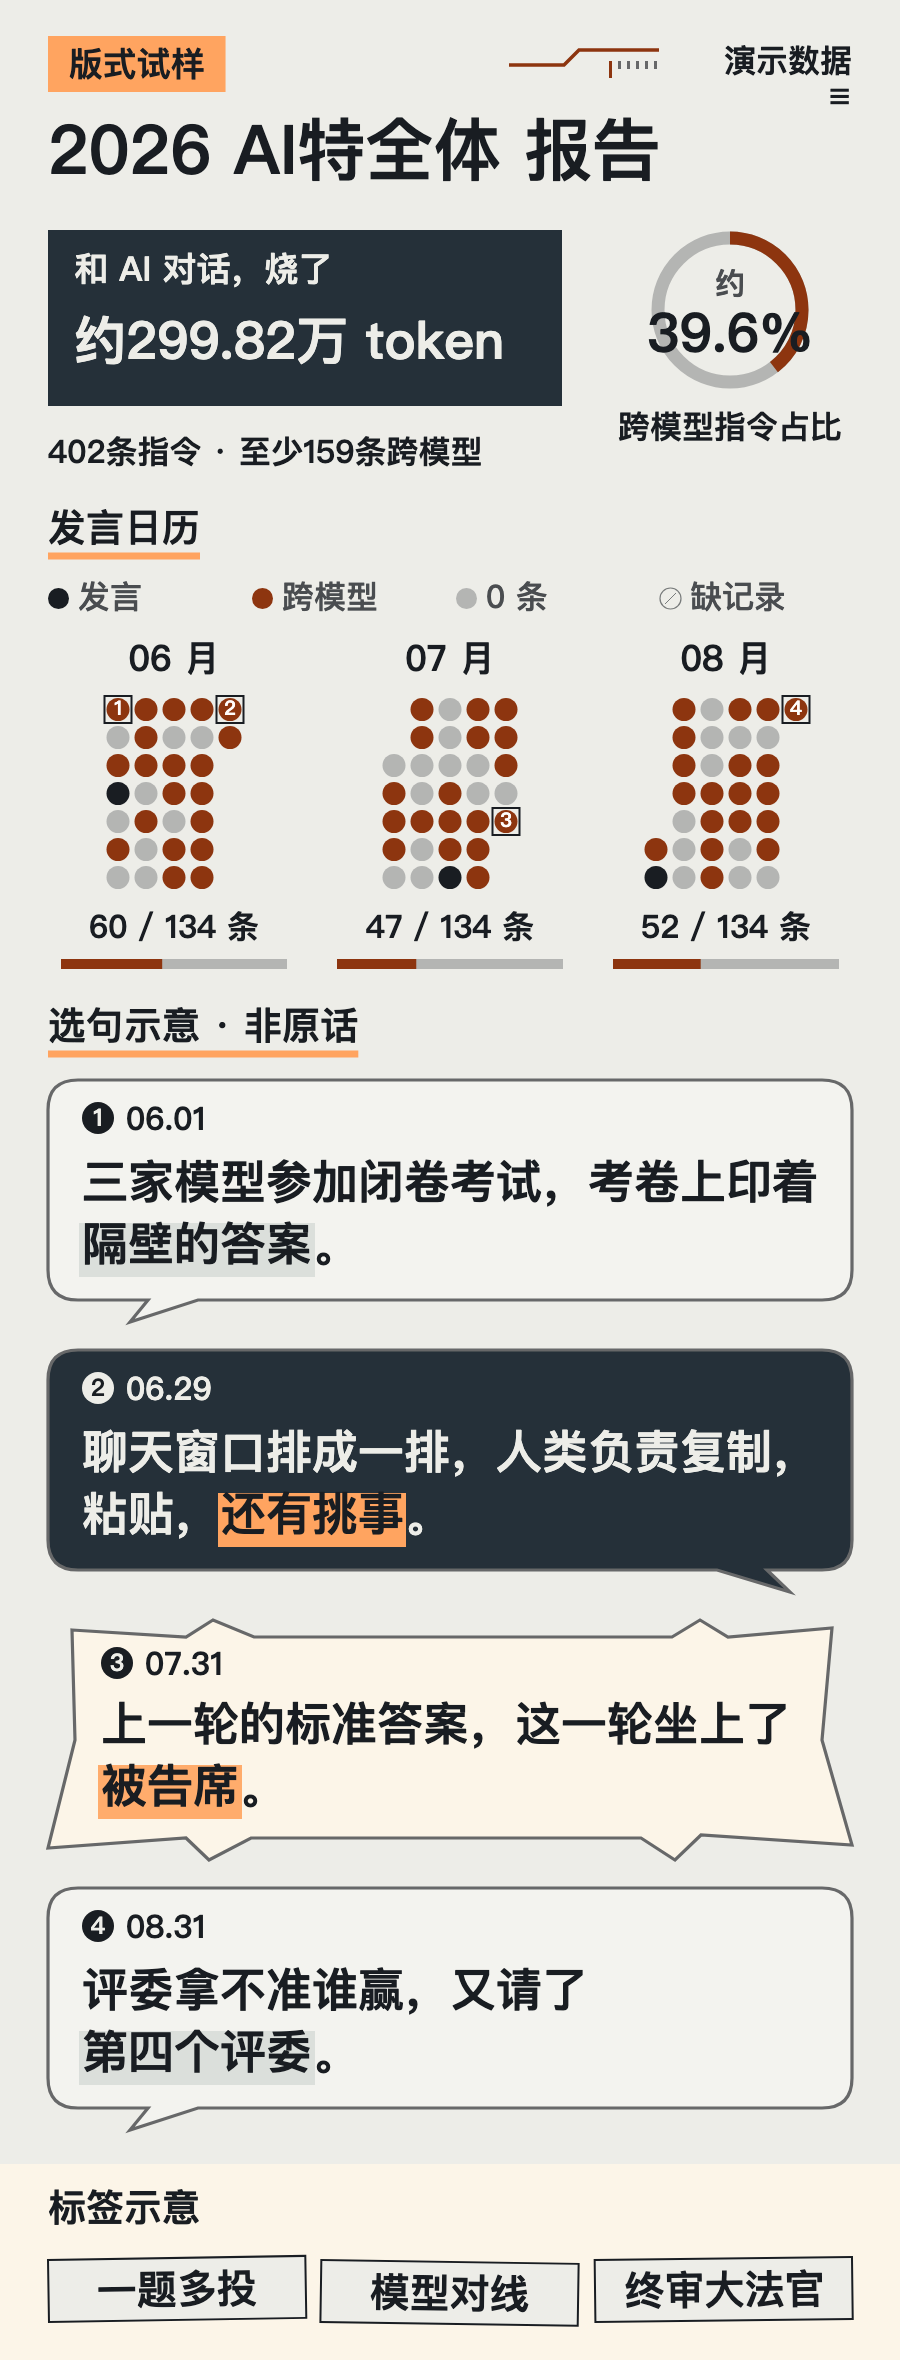 版式试样
演示数据
2026 AI特全体 报告
和 AI 对话，烧了
约299.82万 token
约
39.6%
跨模型指令占比
402条指令 · 至少159条跨模型
发言日历
发言
跨模型
0 条
缺记录
06 月
07 月
08 月
1
2
4
3
60 / 134 条
47 / 134 条
52 / 134 条
选句示意 · 非原话
1 06.01
三家模型参加闭卷考试，考卷上印着
隔壁的答案。
2 06.29
聊天窗口排成一排，人类负责复制，
粘贴，还有挑事。
3 07.31
上一轮的标准答案，这一轮坐上了
被告席。
4 08.31
评委拿不准谁赢，又请了
第四个评委。
标签示意
一题多投
模型对线
终审大法官